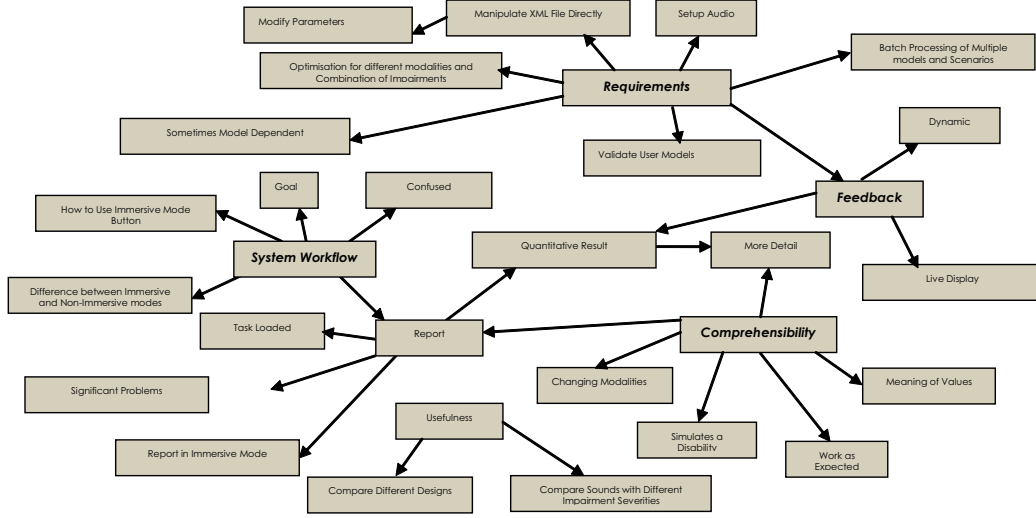 Modify Parameters
Manipulate XML File Directly
Setup Audio
Batch Processing of Multiple
models and Scenarios
Optimisation for different modalities and
Combination of Impairments
Requirements
Sometimes Model Dependent
Validate User Models
Dynamic
Feedback
Goal
Confused
How to Use Immersive Mode
Button
System Workflow
Quantitative Result
More Detail
Live Display
Difference between Immersive
and Non-Immersive modes
Task Loaded
Report
Comprehensibility
Significant Problems
Changing Modalities
Meaning of Values
Usefulness
Simulates a
Disability
Work as
Expected
Report in Immersive Mode
Compare Different Designs
Compare Sounds with Different
Impairment Severities